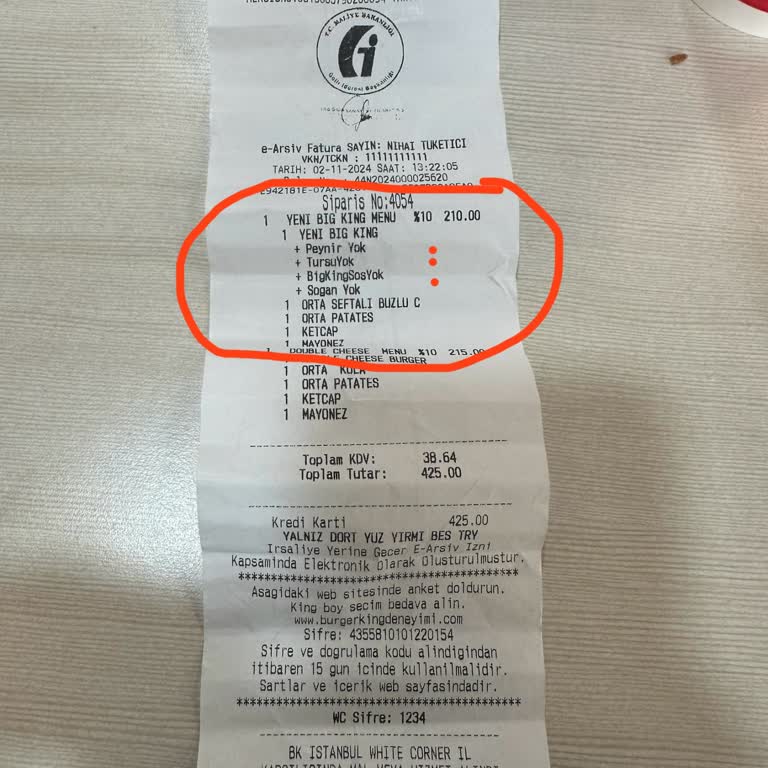 T.C. MALİYE BAKANLIĞI
Gelir İdaresi Başkanlığı
e-Arsiv Fatura SAYIN: NIHAI TUKETICI
VKN/TCKN : 11111111111
TARIH: 02-11-2024 SAAT: 13:22:05
44N2024000025620
Siparis No:4054
1 YENI BIG KING MENU %10 210.00
1 YENI BIG KING
+ Peynir Yok
+ TursuYok
+ BigKingSosYok
+ Sogan Yok
1 ORTA SEFTALI BUZLU C
1 ORTA PATATES
1 KETCAP
1 MAYONEZ
1 DOUBLE CHEESE MENU %10 215.00
CHEESE BURGER
1 ORTA KOLA
1 ORTA PATATES
1 KETCAP
1 MAYONEZ
Toplam KDV: 38.64
Toplam Tutar: 425.00
Kredi Karti 425.00
YALNIZ DORT YUZ YIRMI BES TRY
Irsaliye Yerine Gecer E-Arsiv Izni
Kapsaminda Elektronik Olarak Olusturulmustur.
***************************************
Asagidaki web sitesinde anket doldurun.
King boy secim bedava alin.
www.burgerkingdeneyimi.com
Sifre: 4355810101220154
Sifre ve dogrulama kodu alindigindan
itibaren 15 gun icinde kullanilmalidir.
Sartlar ve icerik web sayfasindadir.
***************************************
WC Sifre: 1234
BK ISTANBUL WHITE CORNER IL